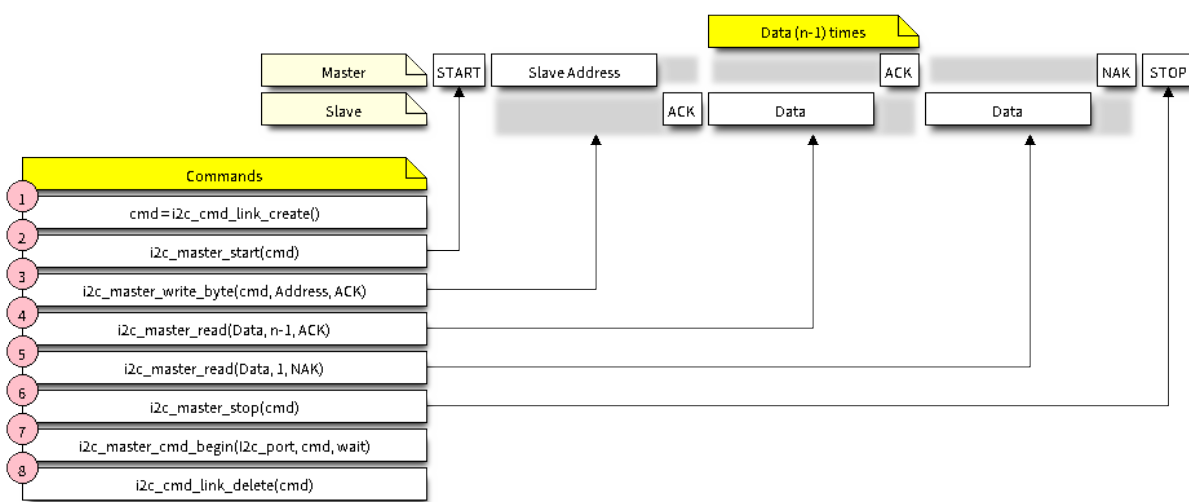 Data (n-1) times
Master START Slave Address ACK NAK STOP
Slave ACK Data Data
Commands
1
cmd=i2c_cmd_link_create()
2
i2c_master_start(cmd)
3
i2c_master_write_byte(cmd, Address, ACK)
4
i2c_master_read(Data, n-1, ACK)
5
i2c_master_read(Data, 1, NAK)
6
i2c_master_stop(cmd)
7
i2c_master_cmd_begin(I2c_port, cmd, wait)
8
i2c_cmd_link_delete(cmd)